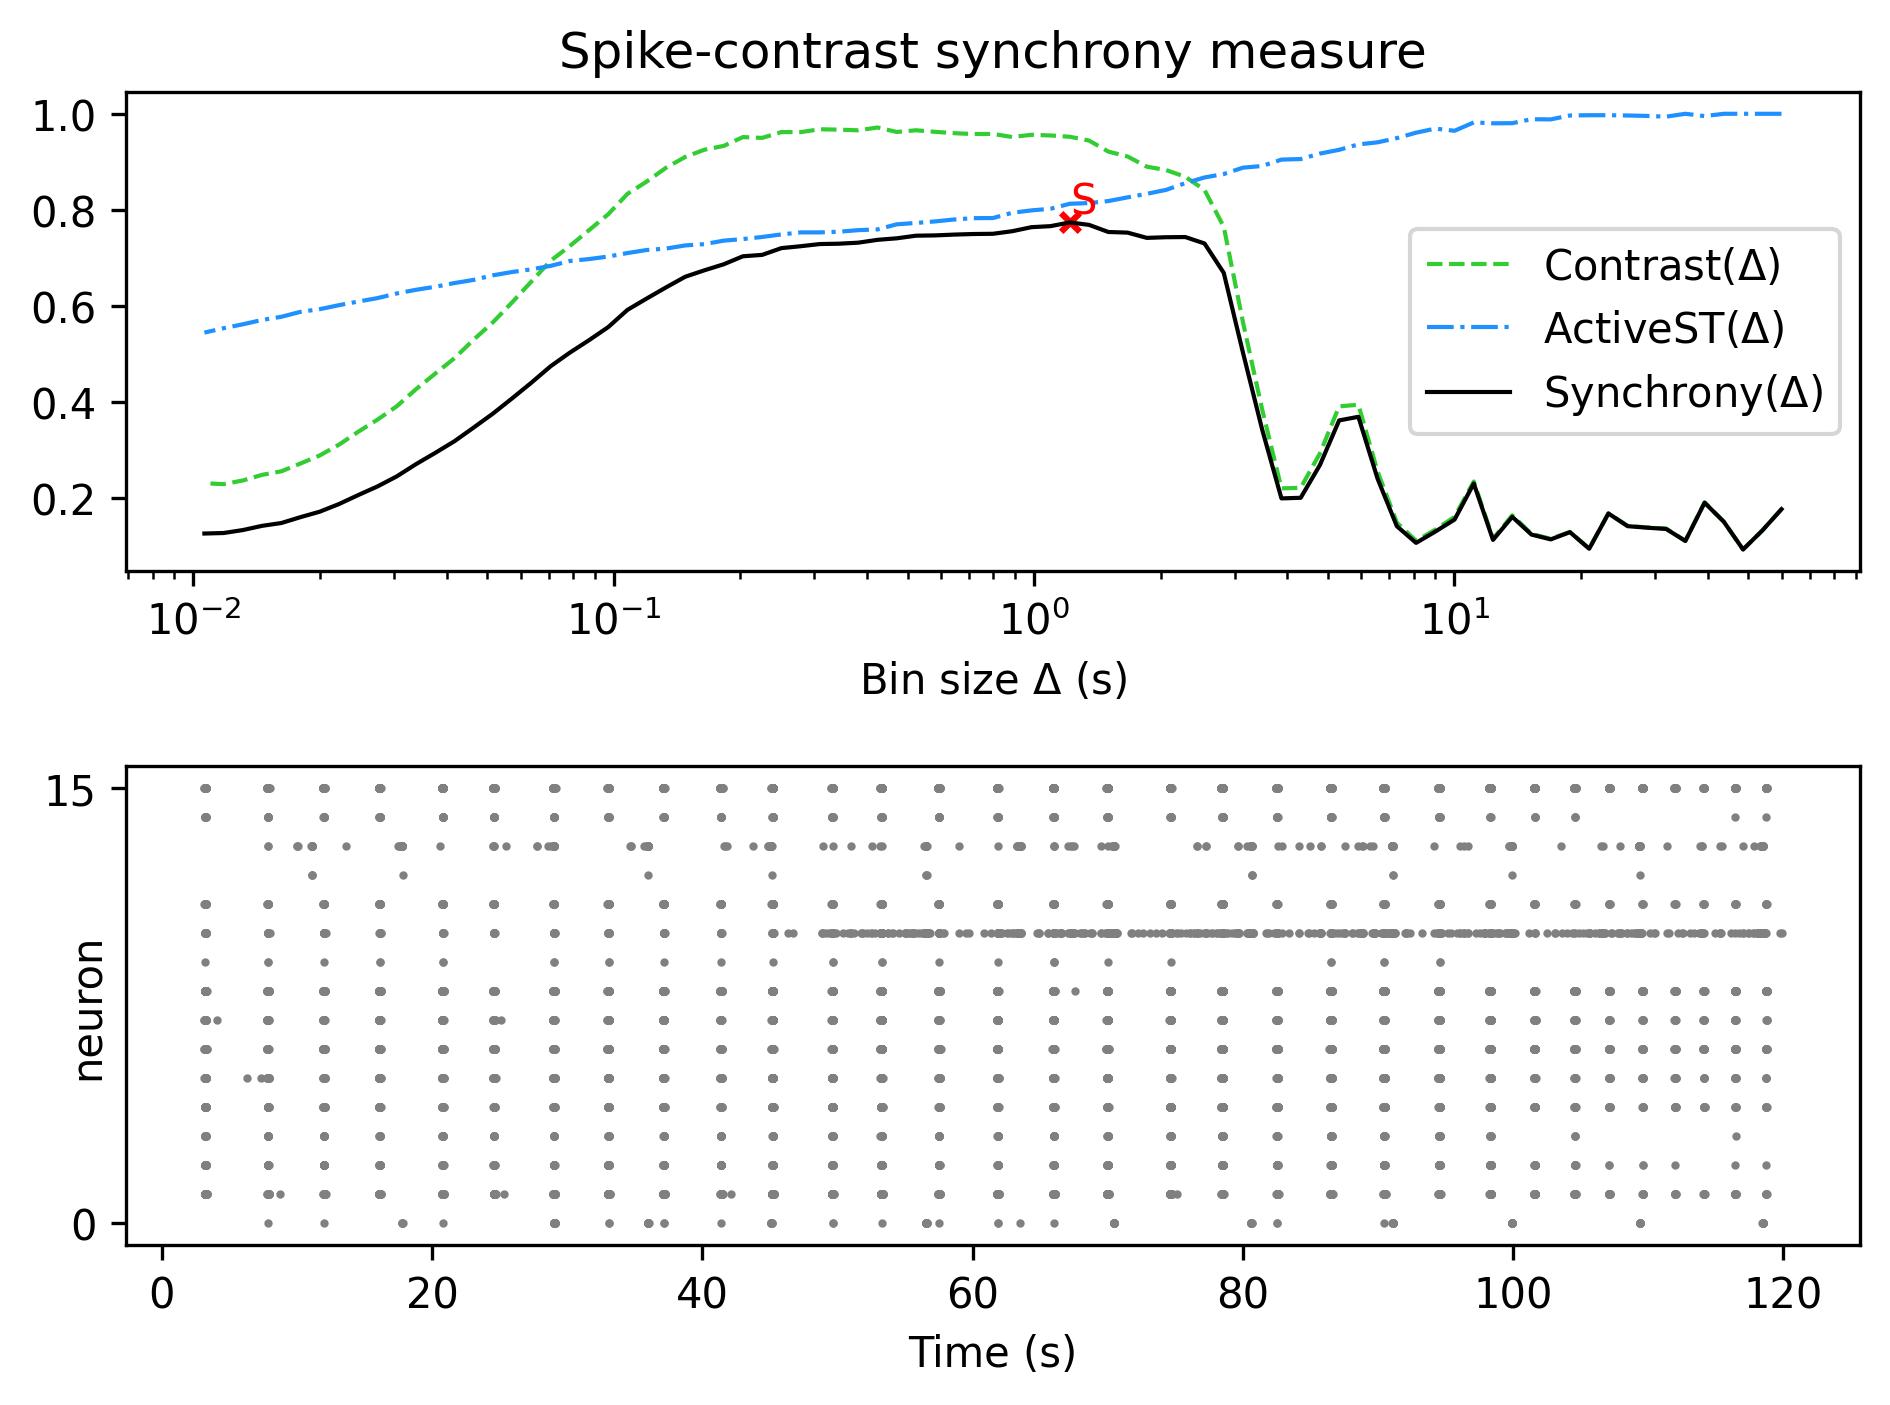 Spike-contrast synchrony measure
1.0
0.8
0.6
0.4
0.2
S
Contrast(Δ)
ActiveST(Δ)
Synchrony(Δ)
10⁻² 10⁻¹ 10⁰ 10¹
Bin size Δ (s)
15
neuron
0
0 20 40 60 80 100 120
Time (s)